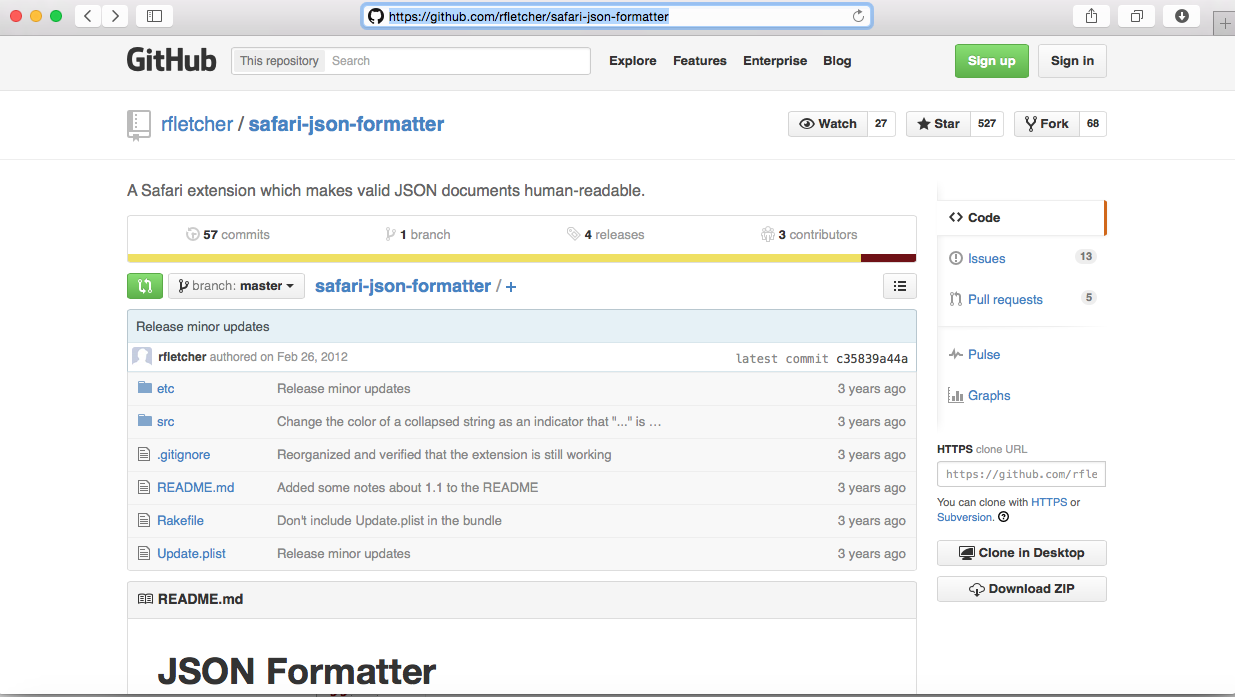 https://github.com/rfletcher/safari-json-formatter
GitHub This repository Search Explore Features Enterprise Blog Sign up Sign in
rfletcher / safari-json-formatter Watch 27 Star 527 Fork 68
A Safari extension which makes valid JSON documents human-readable.
57 commits 1 branch 4 releases 3 contributors
branch: master safari-json-formatter / +
Release minor updates
rfletcher authored on Feb 26, 2012 latest commit c35839a44a
etc Release minor updates 3 years ago
src Change the color of a collapsed string as an indicator that "..." is … 3 years ago
.gitignore Reorganized and verified that the extension is still working 3 years ago
README.md Added some notes about 1.1 to the README 3 years ago
Rakefile Don't include Update.plist in the bundle 3 years ago
Update.plist Release minor updates 3 years ago
README.md
JSON Formatter
Code
Issues 13
Pull requests 5
Pulse
Graphs
HTTPS clone URL
https://github.com/rfle
You can clone with HTTPS or
Subversion.
Clone in Desktop
Download ZIP